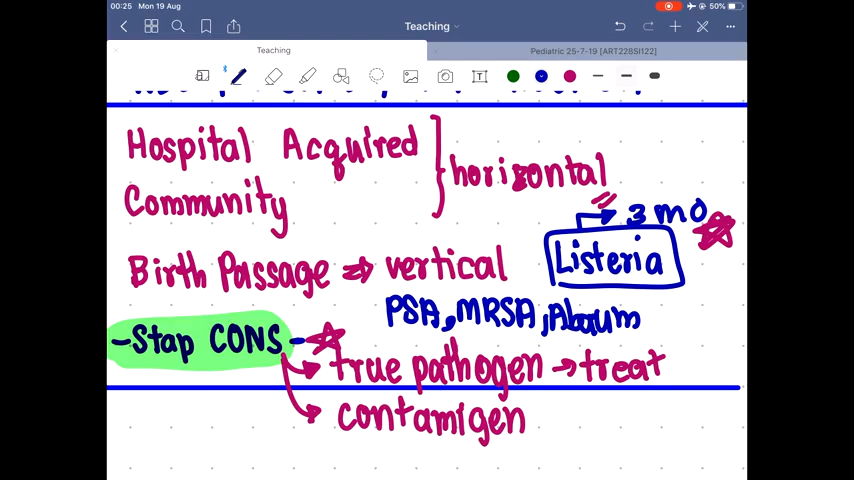 00:25 Mon 19 Aug
50%
Teaching
Teaching
Pediatric 25-7-19 [ART228SI122]
Hospital Acquired
Community
horizontal
3 mo
Listeria
Birth Passage ⇒ vertical
PSA, MRSA, Abaum
-Stap CONS-
true pathogen → treat
contamigen